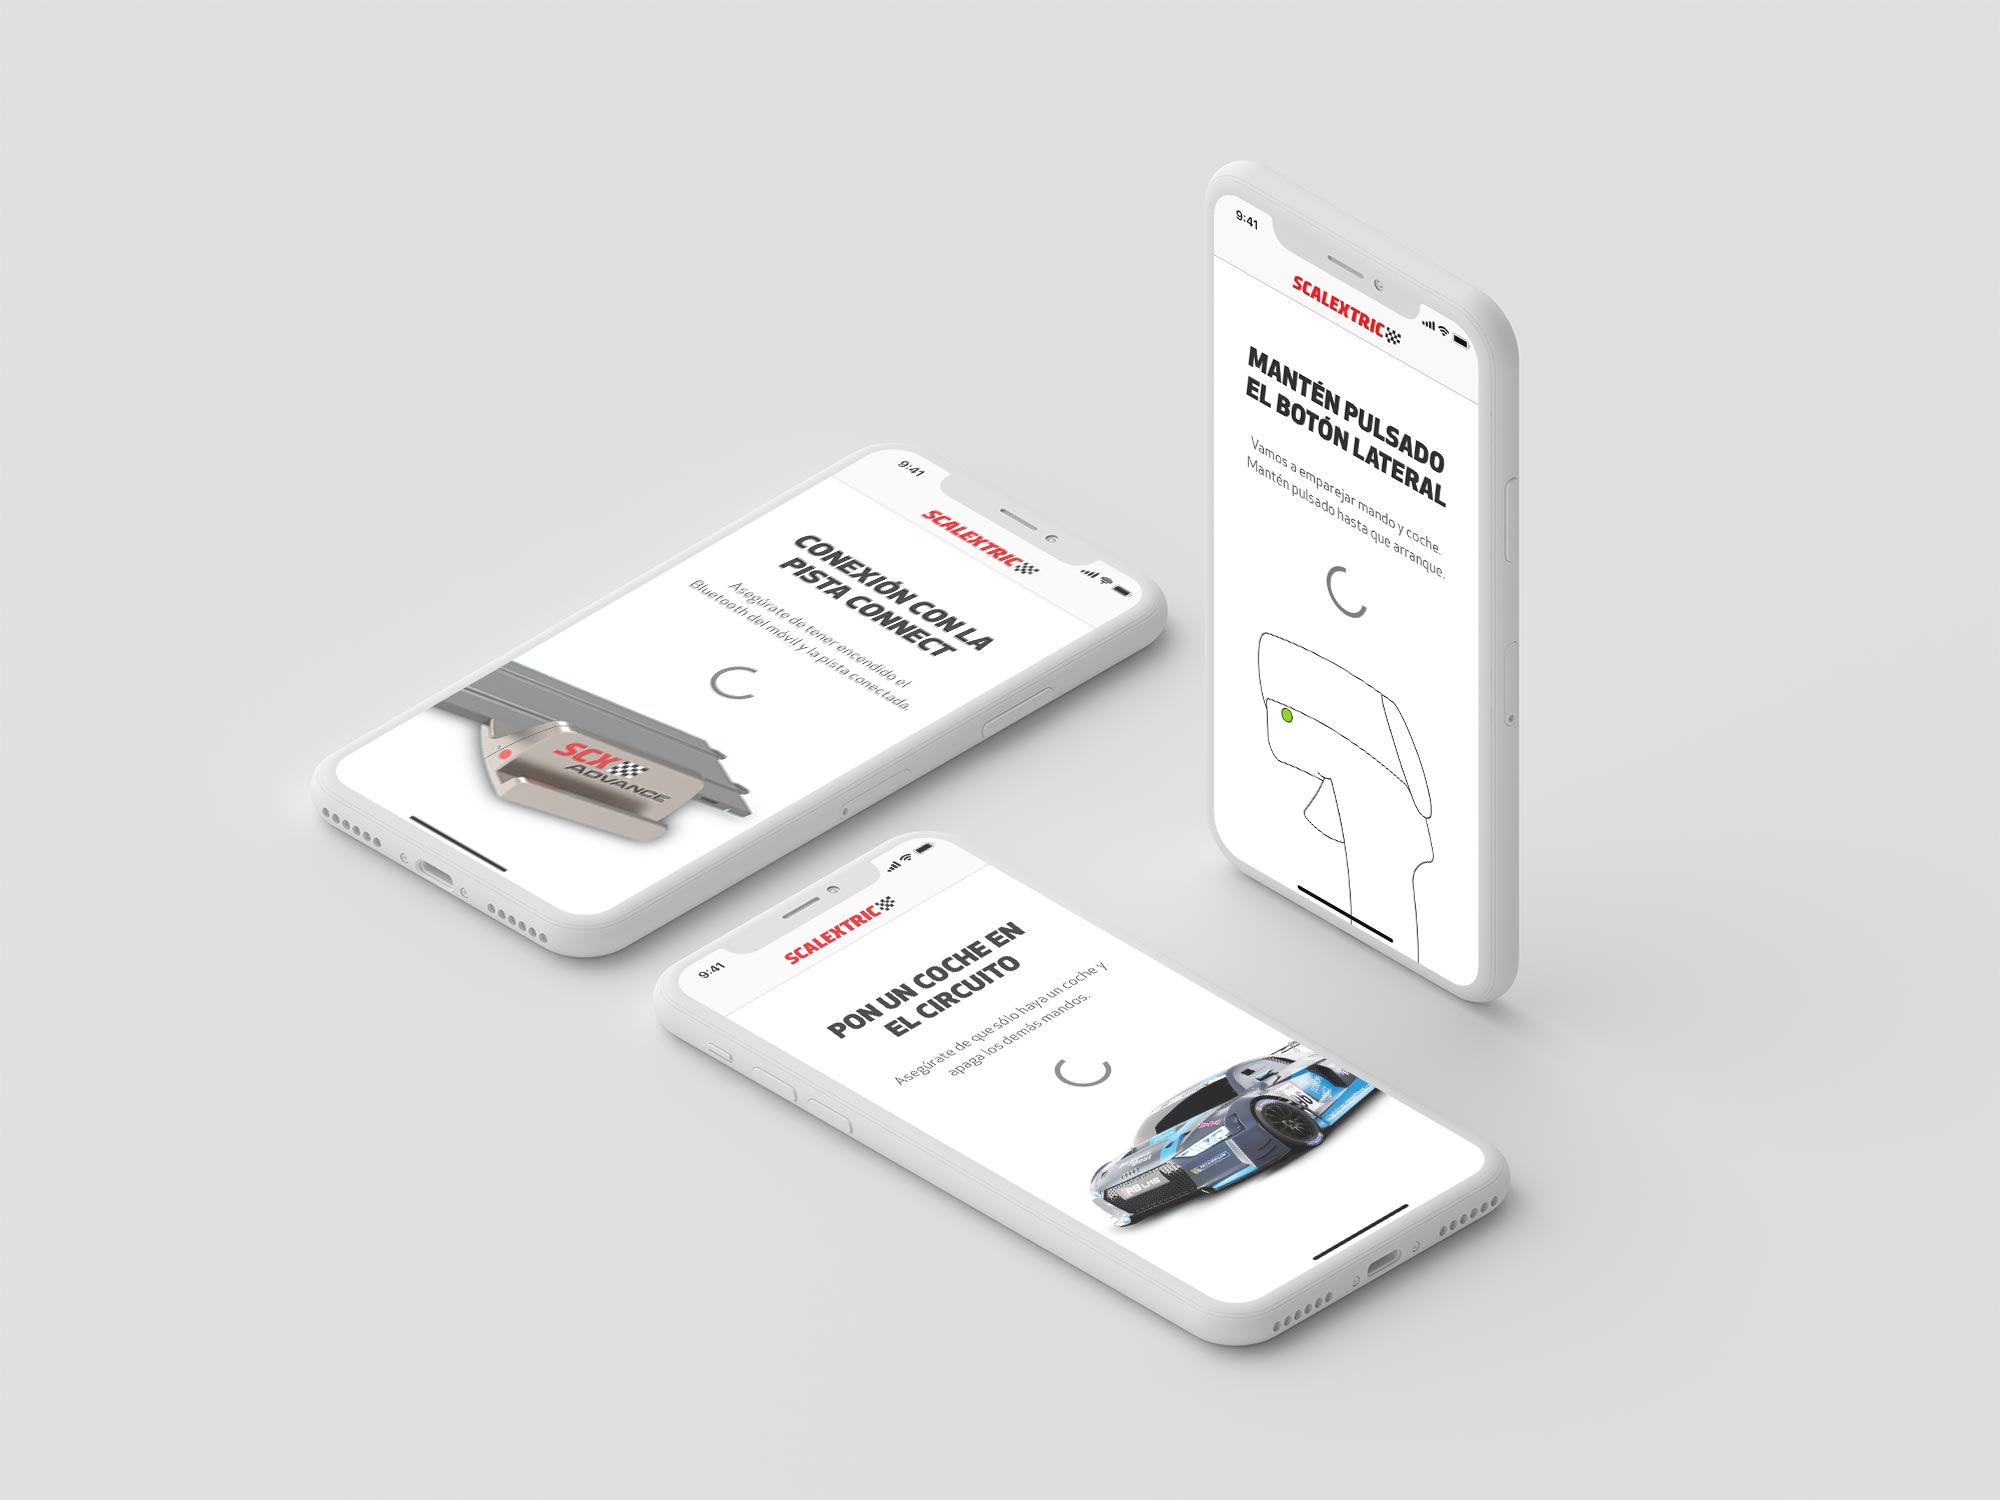 9:41
SCALEXTRIC
CONEXIÓN CON LA
PISTA CONNECT
Asegúrate de tener encendido el
Bluetooth del móvil y la pista conectada.
SCX
ADVANCE
9:41
SCALEXTRIC
MANTÉN PULSADO
EL BOTÓN LATERAL
Vamos a emparejar mando y coche.
Mantén pulsado hasta que arranque.
9:41
SCALEXTRIC
PON UN COCHE EN
EL CIRCUITO
Asegúrate de que sólo haya un coche y
apaga los demás mandos.
R8 LMS